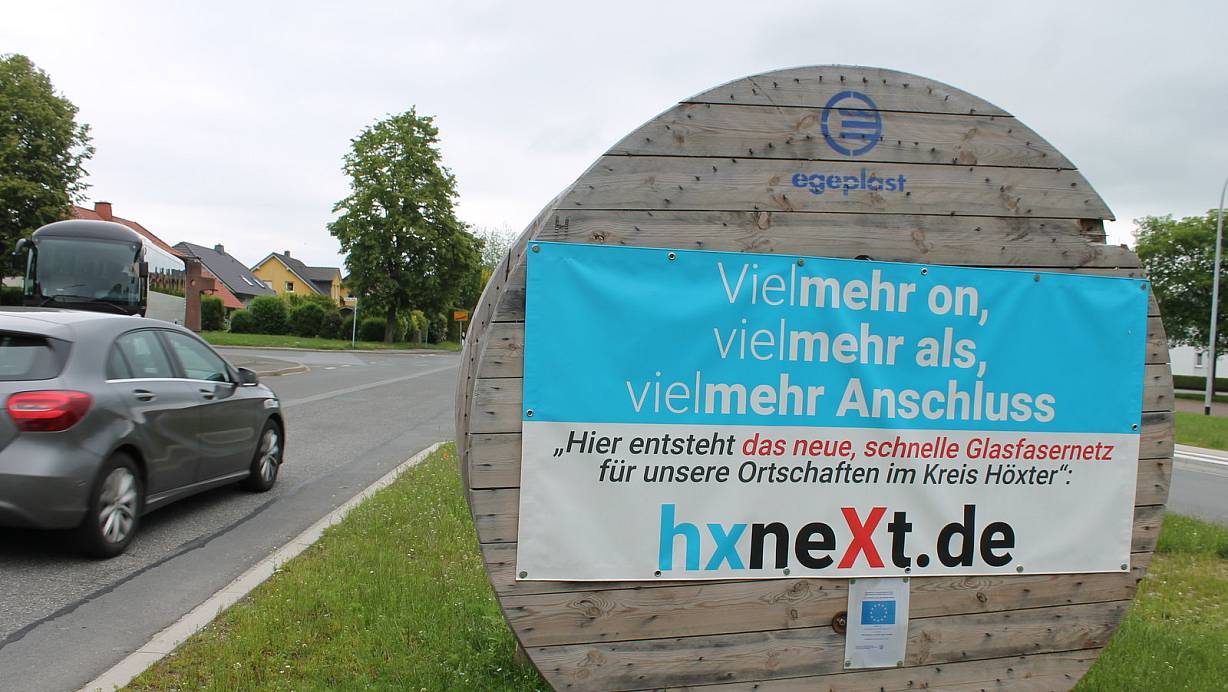 egeplast
Vielmehr on,
vielmehr als,
vielmehr Anschluss
„Hier entsteht das neue, schnelle Glasfasernetz
für unsere Ortschaften im Kreis Höxter“:
hxneXt.de